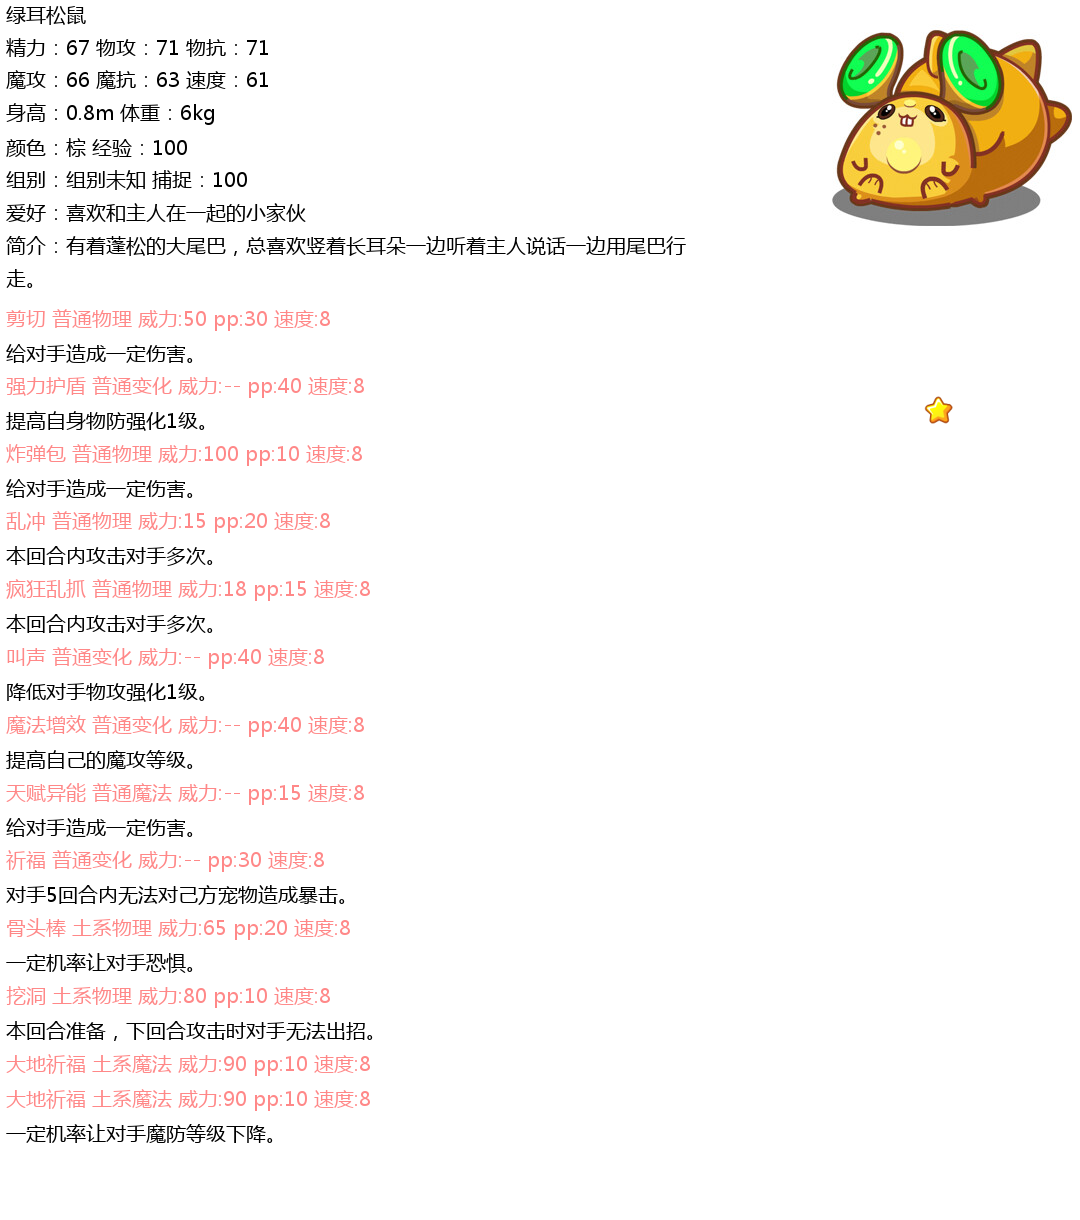 绿耳松鼠
精力：67 物攻：71 物抗：71
魔攻：66 魔抗：63 速度：61
身高：0.8m 体重：6kg
颜色：棕 经验：100
组别：组别未知 捕捉：100
爱好：喜欢和主人在一起的小家伙
简介：有着蓬松的大尾巴，总喜欢竖着长耳朵一边听着主人说话一边用尾巴行
走。
剪切 普通物理 威力:50 pp:30 速度:8
给对手造成一定伤害。
强力护盾 普通变化 威力:-- pp:40 速度:8
提高自身物防强化1级。
炸弹包 普通物理 威力:100 pp:10 速度:8
给对手造成一定伤害。
乱冲 普通物理 威力:15 pp:20 速度:8
本回合内攻击对手多次。
疯狂乱抓 普通物理 威力:18 pp:15 速度:8
本回合内攻击对手多次。
叫声 普通变化 威力:-- pp:40 速度:8
降低对手物攻强化1级。
魔法增效 普通变化 威力:-- pp:40 速度:8
提高自己的魔攻等级。
天赋异能 普通魔法 威力:-- pp:15 速度:8
给对手造成一定伤害。
祈福 普通变化 威力:-- pp:30 速度:8
对手5回合内无法对己方宠物造成暴击。
骨头棒 土系物理 威力:65 pp:20 速度:8
一定机率让对手恐惧。
挖洞 土系物理 威力:80 pp:10 速度:8
本回合准备，下回合攻击时对手无法出招。
大地祈福 土系魔法 威力:90 pp:10 速度:8
大地祈福 土系魔法 威力:90 pp:10 速度:8
一定机率让对手魔防等级下降。